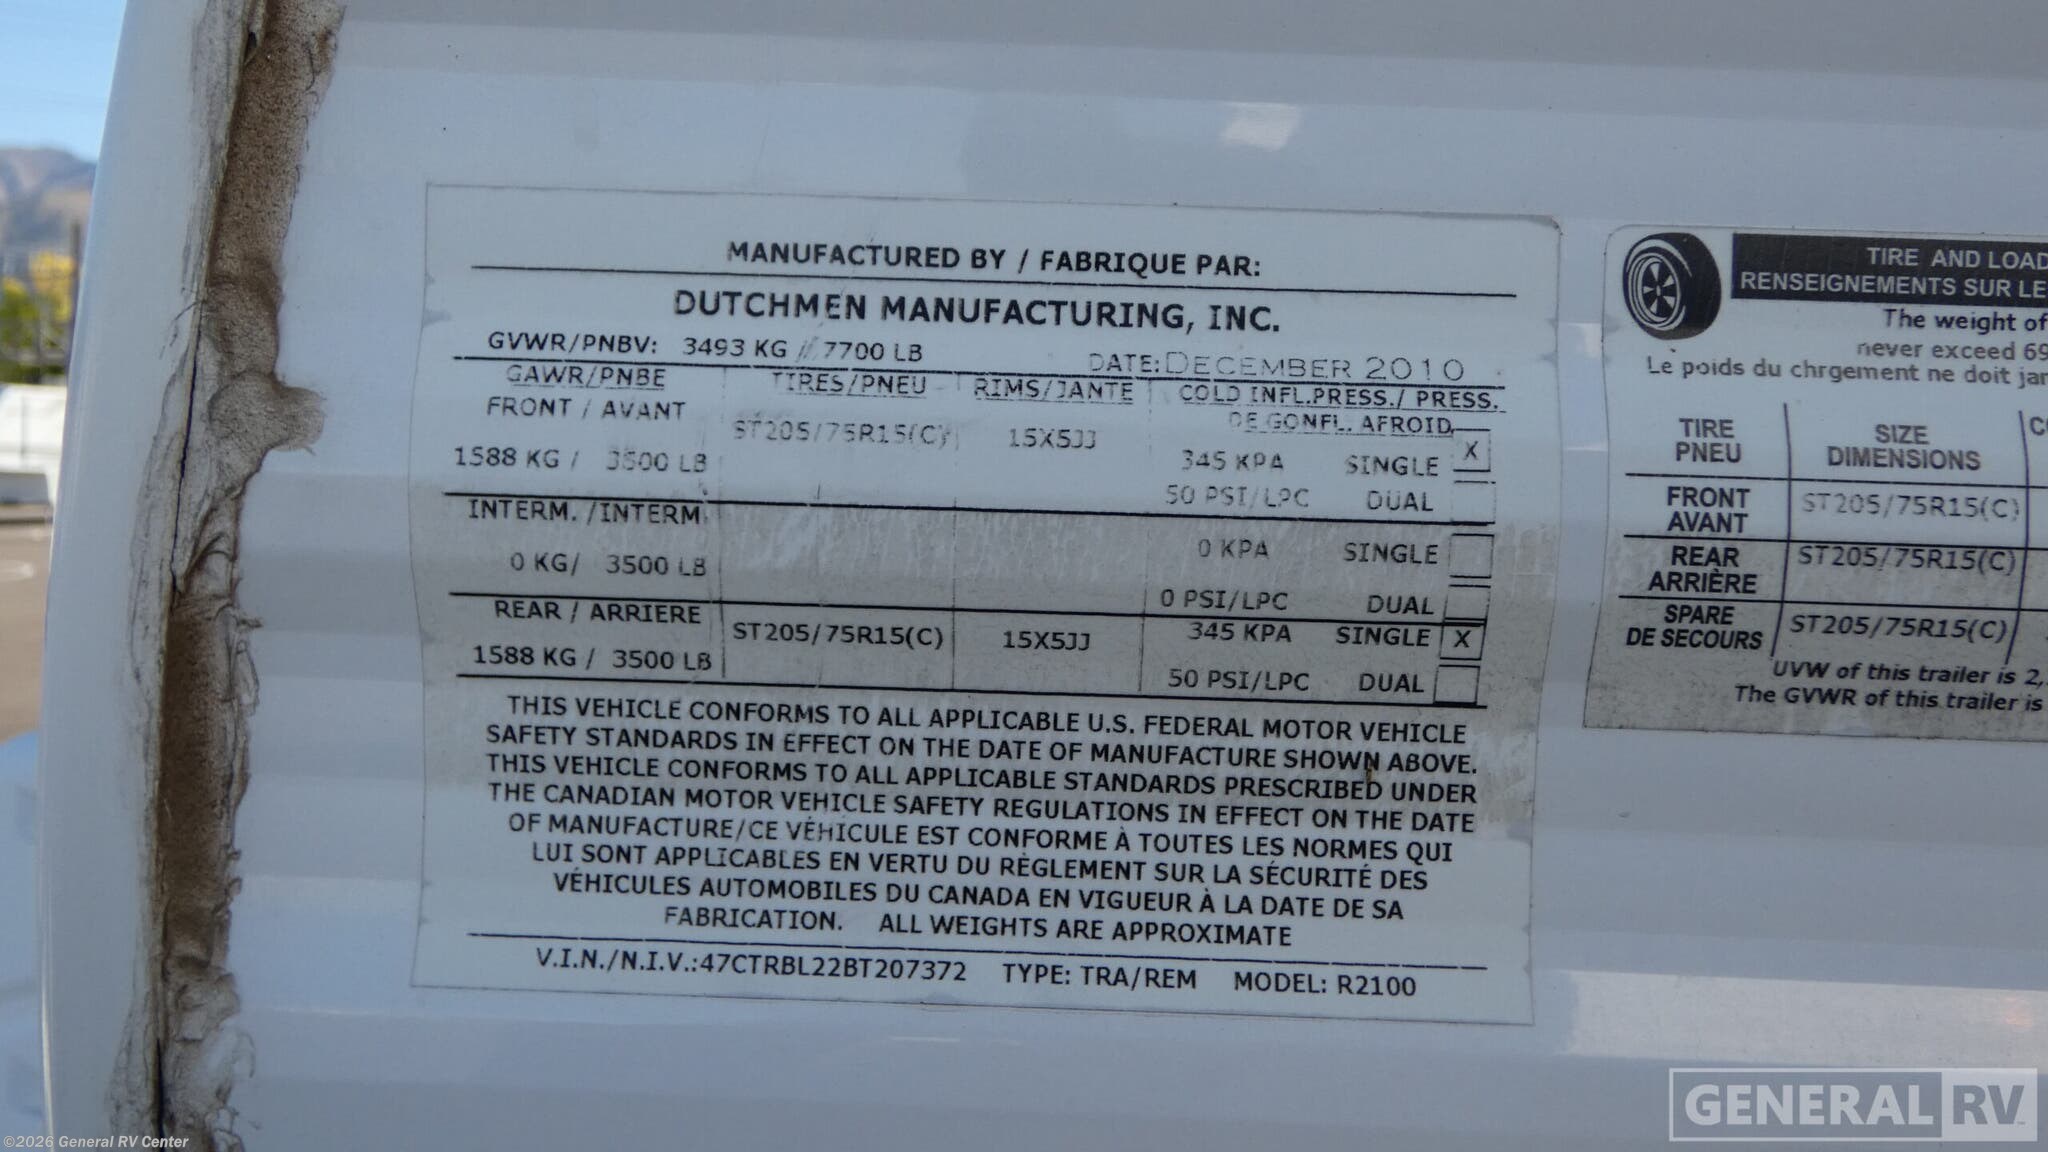 MANUFACTURED BY / FABRIQUE PAR:
DUTCHMEN MANUFACTURING, INC.
GVWR/PNBV: 3493 KG / 7700 LB DATE: DECEMBER 2010
GAWR/PNBE TIRES/PNEU RIMS/JANTE COLD INFL.PRESS./ PRESS.
FRONT / AVANT DE GONFL. AFROID
ST205/75R15(C) 15X5JJ
1588 KG / 3500 LB 345 KPA SINGLE X
50 PSI/LPC DUAL
INTERM. /INTERM.
0 KPA SINGLE
0 KG/ 3500 LB
0 PSI/LPC DUAL
REAR / ARRIERE
ST205/75R15(C) 15X5JJ 345 KPA SINGLE X
1588 KG / 3500 LB
50 PSI/LPC DUAL
THIS VEHICLE CONFORMS TO ALL APPLICABLE U.S. FEDERAL MOTOR VEHICLE
SAFETY STANDARDS IN EFFECT ON THE DATE OF MANUFACTURE SHOWN ABOVE.
THIS VEHICLE CONFORMS TO ALL APPLICABLE STANDARDS PRESCRIBED UNDER
THE CANADIAN MOTOR VEHICLE SAFETY REGULATIONS IN EFFECT ON THE DATE
OF MANUFACTURE/CE VÉHICULE EST CONFORME À TOUTES LES NORMES QUI
LUI SONT APPLICABLES EN VERTU DU RÈGLEMENT SUR LA SÉCURITÉ DES
VÉHICULES AUTOMOBILES DU CANADA EN VIGUEUR À LA DATE DE SA
FABRICATION. ALL WEIGHTS ARE APPROXIMATE
V.I.N./N.I.V.:47CTRBL22BT207372 TYPE: TRA/REM MODEL: R2100
TIRE AND LOAD
RENSEIGNEMENTS SUR LE
The weight of
never exceed 69
Le poids du chrgement ne doit jam
TIRE SIZE
PNEU DIMENSIONS
FRONT ST205/75R15(C)
AVANT
REAR ST205/75R15(C)
ARRIÈRE
SPARE ST205/75R15(C)
DE SECOURS
UVW of this trailer is 2,
The GVWR of this trailer is
GENERAL RV
©2026 General RV Center